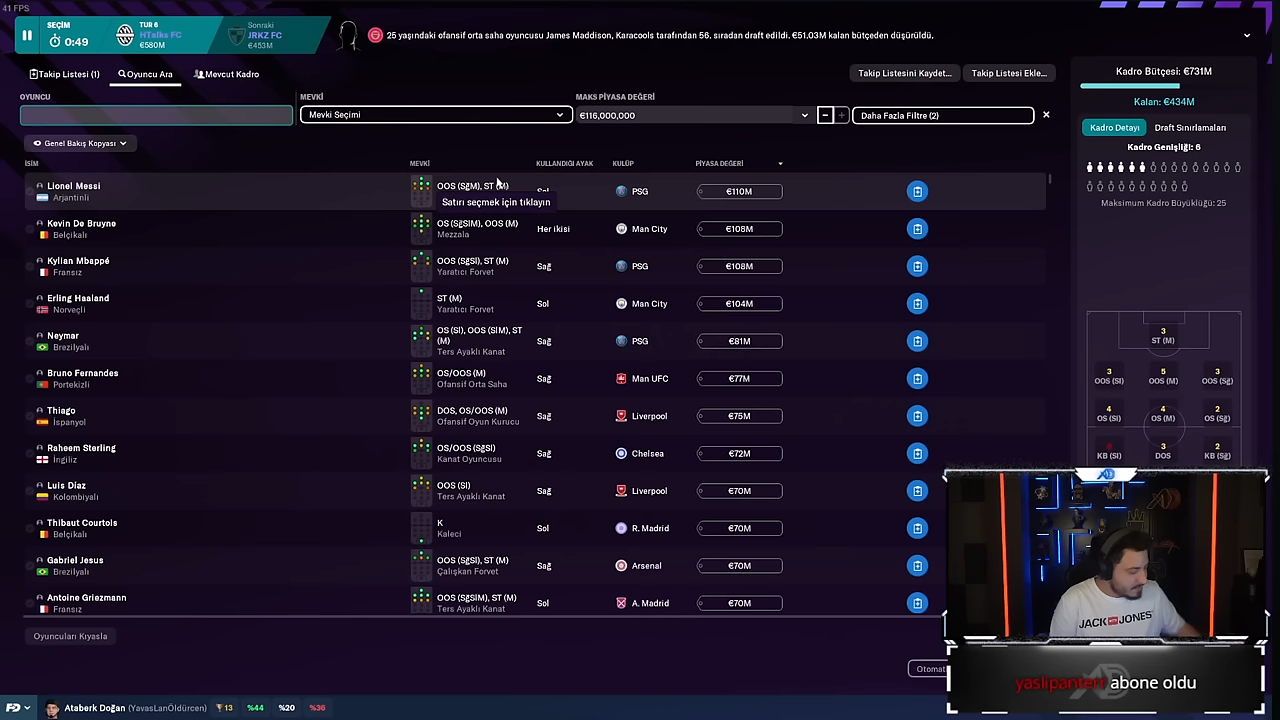 41 FPS
SEÇİM
0:49
TUR 6
HTalks FC
€580M
Sonraki
JRKZ FC
€453M
25 yaşındaki ofansif orta saha oyuncusu James Maddison, Karacools tarafından 56. sıradan draft edildi. €51.03M kalan bütçeden düşürüldü.
Takip Listesi (1)
Oyuncu Ara
Mevcut Kadro
Takip Listesini Kaydet...
Takip Listesi Ekle...
OYUNCU
MEVKİ
MAKS PİYASA DEĞERİ
Mevki Seçimi
€116,000,000
Daha Fazla Filtre (2)
Genel Bakış Kopyası
İSİM
MEVKİ
KULLANDIĞI AYAK
KULÜP
PİYASA DEĞERİ
Lionel Messi
Arjantinli
OOS (SğM), ST (M)
Satırı seçmek için tıklayın
Sol
PSG
€110M
Kevin De Bruyne
Belçikalı
OS (SğSIM), OOS (M)
Mezzala
Her ikisi
Man City
€108M
Kylian Mbappé
Fransız
OOS (SğSI), ST (M)
Yaratıcı Forvet
Sağ
PSG
€108M
Erling Haaland
Norveçli
ST (M)
Yaratıcı Forvet
Sol
Man City
€104M
Neymar
Brezilyalı
OS (SI), OOS (SIM), ST
(M)
Ters Ayaklı Kanat
Sağ
PSG
€81M
Bruno Fernandes
Portekizli
OS/OOS (M)
Ofansif Orta Saha
Sağ
Man UFC
€77M
Thiago
İspanyol
DOS, OS/OOS (M)
Ofansif Oyun Kurucu
Sağ
Liverpool
€75M
Raheem Sterling
İngiliz
OS/OOS (SğSI)
Kanat Oyuncusu
Sağ
Chelsea
€72M
Luis Díaz
Kolombiyalı
OOS (SI)
Ters Ayaklı Kanat
Sağ
Liverpool
€70M
Thibaut Courtois
Belçikalı
K
Kaleci
Sol
R. Madrid
€70M
Gabriel Jesus
Brezilyalı
OOS (SğSI), ST (M)
Çalışkan Forvet
Sağ
Arsenal
€70M
Antoine Griezmann
Fransız
OOS (SğSIM), ST (M)
Ters Ayaklı Kanat
Sol
A. Madrid
€70M
Oyuncuları Kıyasla
Otomat
Kadro Bütçesi: €731M
Kalan: €434M
Kadro Detayı
Draft Sınırlamaları
Kadro Genişliği: 6
Maksimum Kadro Büyüklüğü: 25
3
ST (M)
3
OOS (SI)
5
OOS (M)
3
OOS (Sğ)
4
OS (SI)
4
OS (M)
2
OS (Sğ)
KB (SI)
3
DOS
2
KB (Sğ)
JACK JONES
yaslipanterr abone oldu
Ataberk Doğan (YavasLanÖldürcen)
13
%44
%20
%36